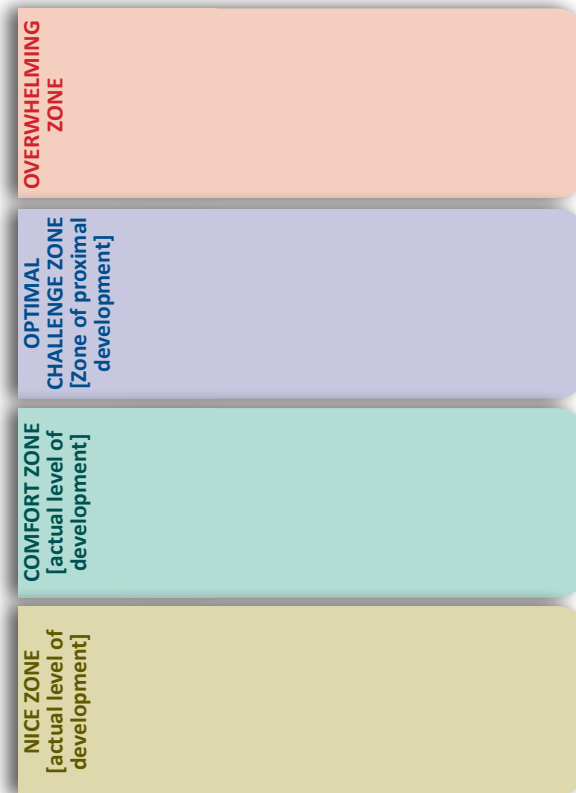 OVERWHELMING
ZONE
OPTIMAL
CHALLENGE ZONE
[Zone of proximal
development]
COMFORT ZONE
[actual level of
development]
NICE ZONE
[actual level of
development]